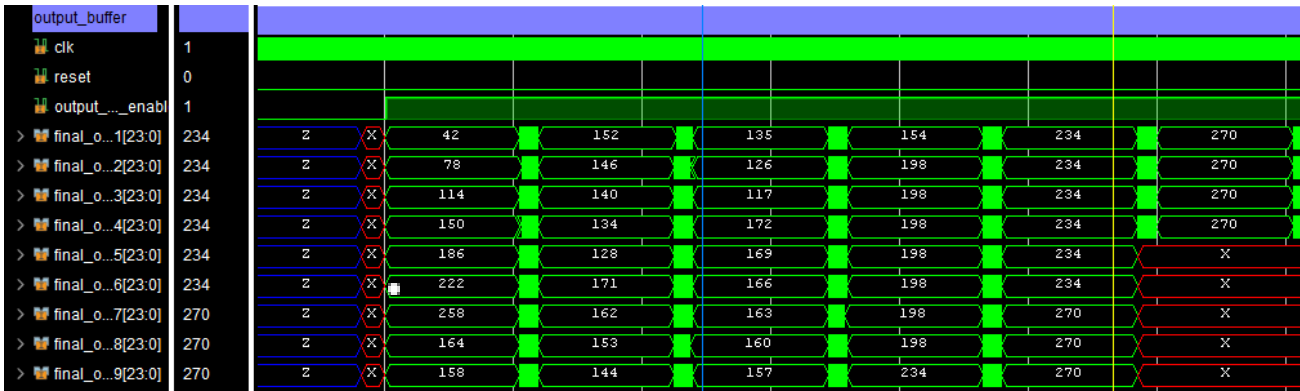 output_buffer
clk 1
reset 0
output_..._enabl 1
final_o...1[23:0] 234 Z X 42 152 135 154 234 270
final_o...2[23:0] 234 Z X 78 146 126 198 234 270
final_o...3[23:0] 234 Z X 114 140 117 198 234 270
final_o...4[23:0] 234 Z X 150 134 172 198 234 270
final_o...5[23:0] 234 Z X 186 128 169 198 234 X
final_o...6[23:0] 234 Z X 222 171 166 198 234 X
final_o...7[23:0] 270 Z X 258 162 163 198 270 X
final_o...8[23:0] 270 Z X 164 153 160 198 270 X
final_o...9[23:0] 270 Z X 158 144 157 234 270 X